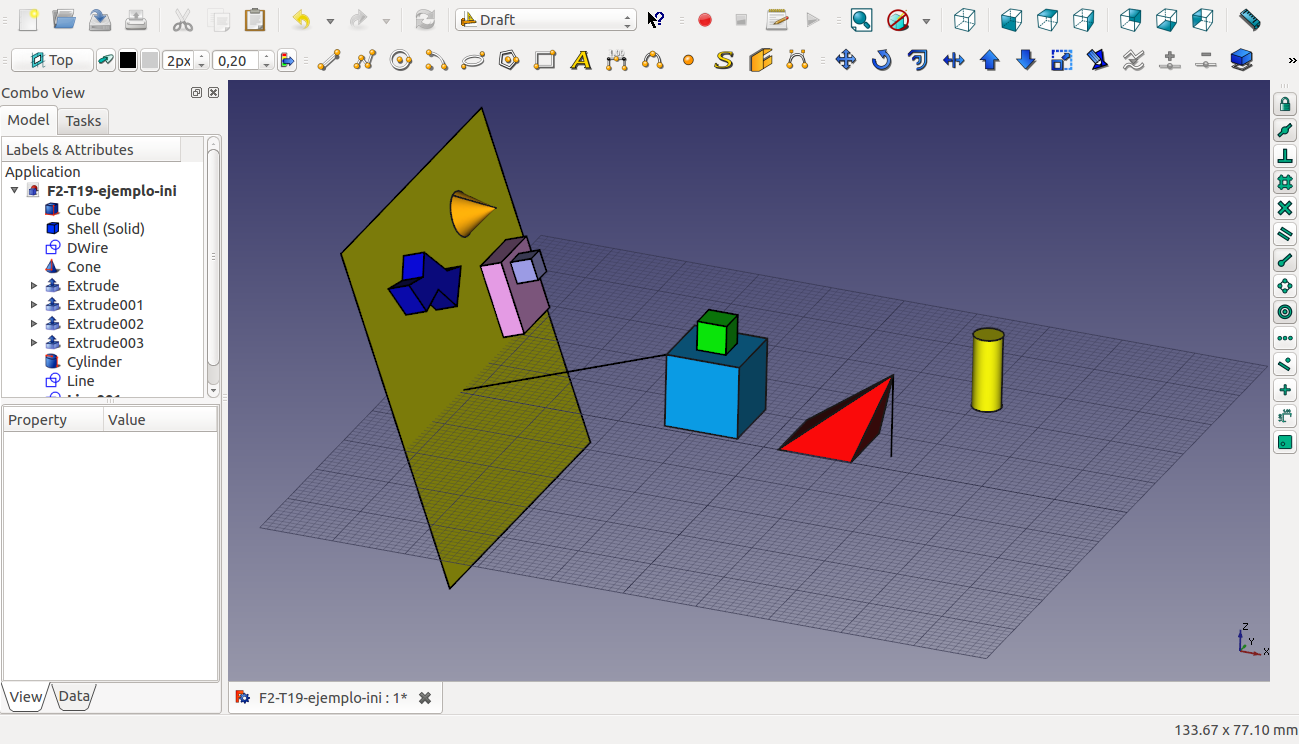 Draft
Top
2px
0,20
»
Combo View
Model
Tasks
Labels & Attributes
Application
F2-T19-ejemplo-ini
Cube
Shell (Solid)
DWire
Cone
Extrude
Extrude001
Extrude002
Extrude003
Cylinder
Line
Property
Value
Z
Y
X
View
Data
F2-T19-ejemplo-ini : 1*
133.67 x 77.10 mm